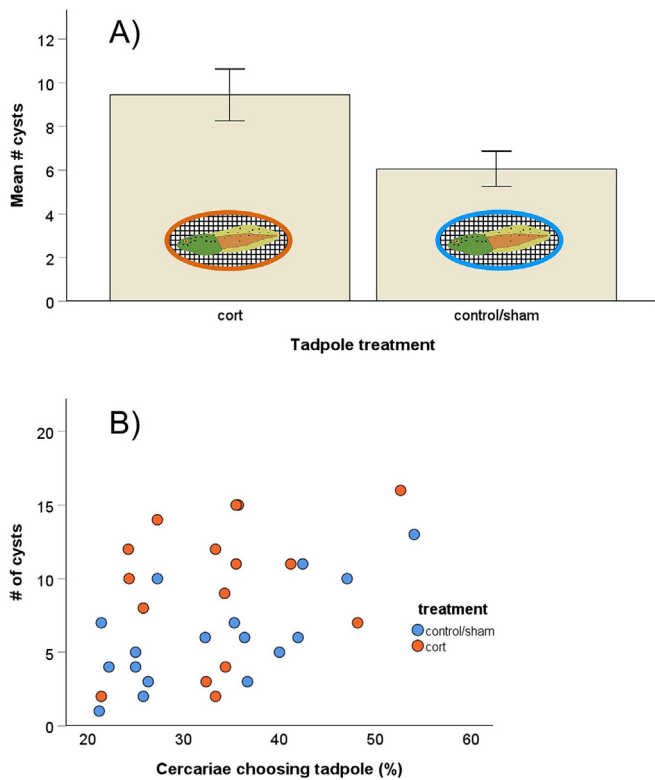 A)
12
10
8
6
4
2
0
Mean # cysts
cort control/sham
Tadpole treatment
B)
20
15
10
5
0
# of cysts
treatment
control/sham
cort
20 30 40 50 60
Cercariae choosing tadpole (%)